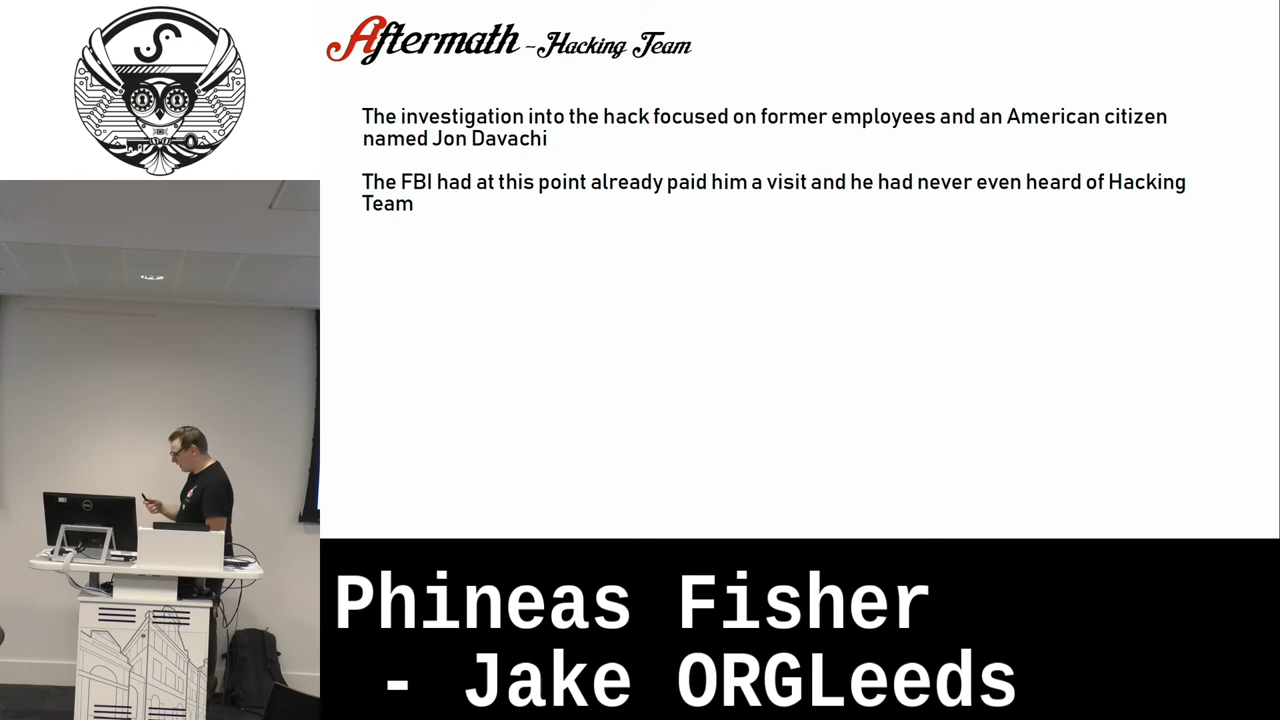 Aftermath - Hacking Team
The investigation into the hack focused on former employees and an American citizen
named Jon Davachi
The FBI had at this point already paid him a visit and he had never even heard of Hacking
Team
Phineas Fisher
- Jake ORGLeeds